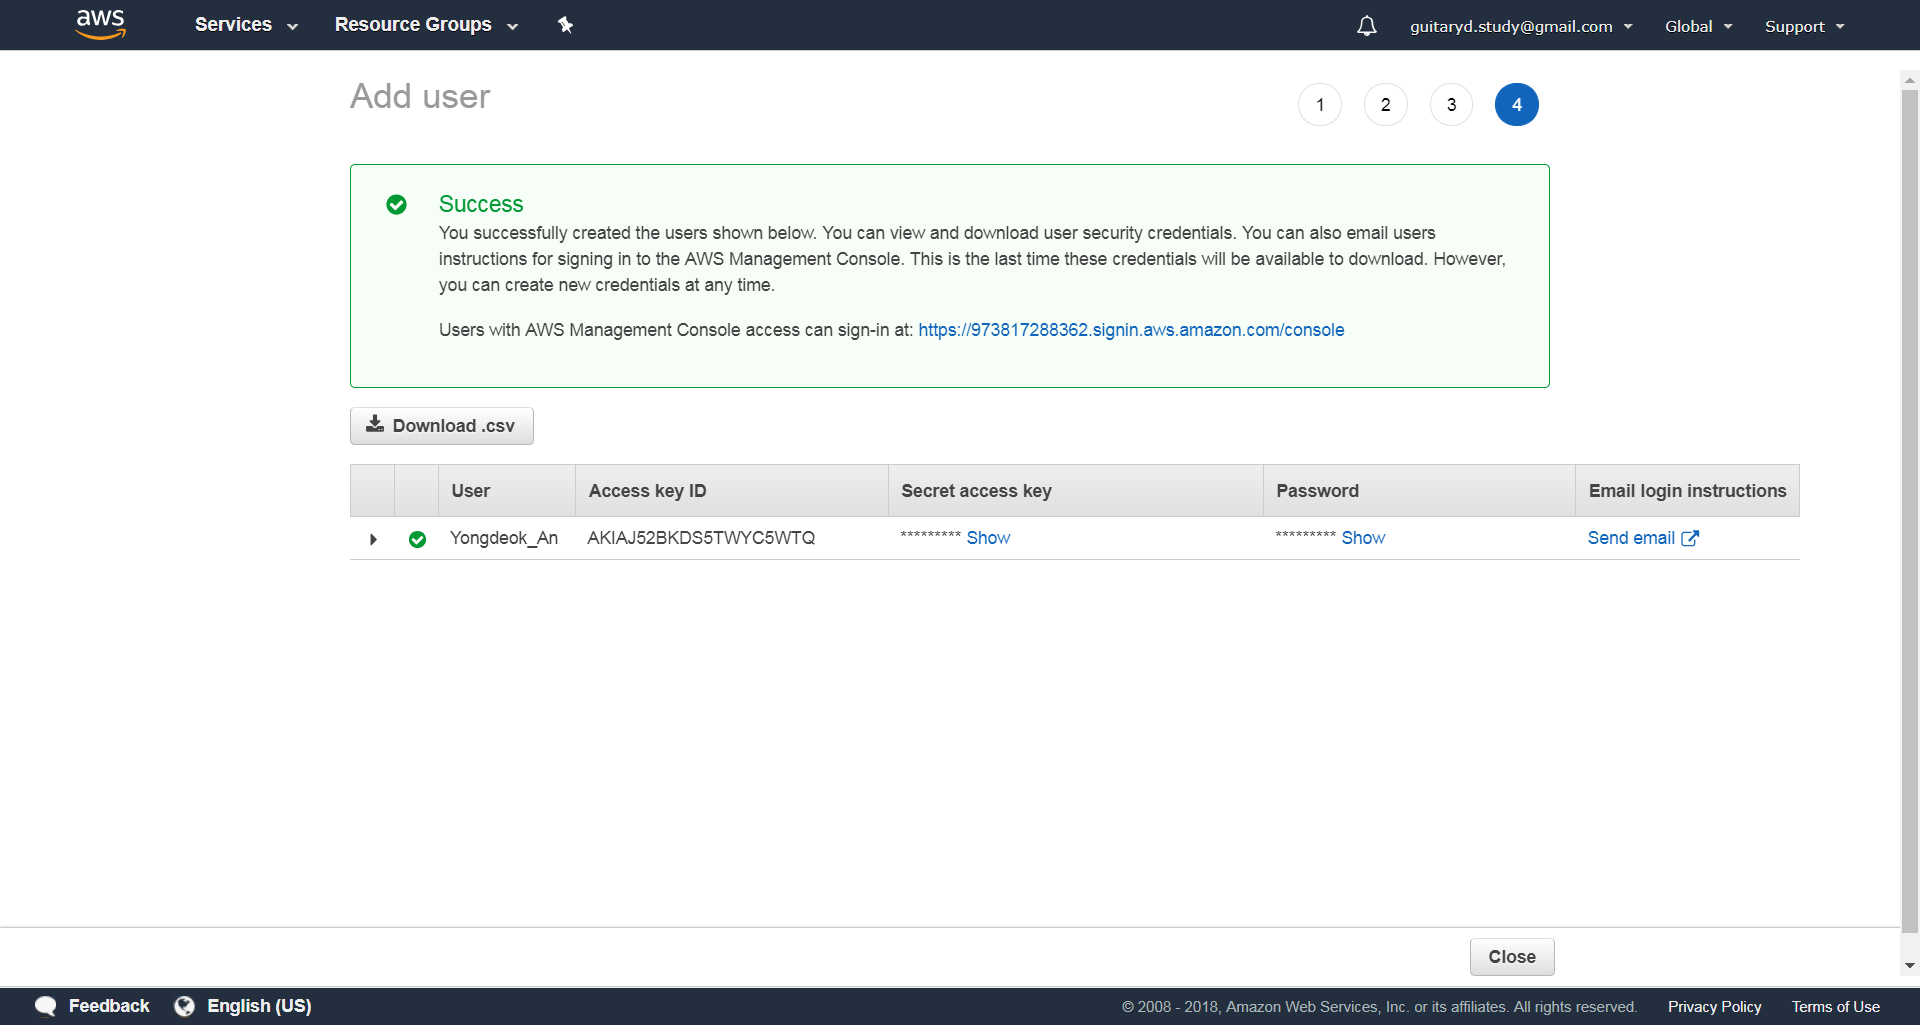 aws Services Resource Groups guitaryd.study@gmail.com Global Support
Add user
1 2 3 4
Success
You successfully created the users shown below. You can view and download user security credentials. You can also email users
instructions for signing in to the AWS Management Console. This is the last time these credentials will be available to download. However,
you can create new credentials at any time.
Users with AWS Management Console access can sign-in at: https://973817288362.signin.aws.amazon.com/console
Download .csv
User Access key ID Secret access key Password Email login instructions
Yongdeok_An AKIAJ52BKDS5TWYC5WTQ ********* Show ********* Show Send email
Close
Feedback English (US) © 2008 - 2018, Amazon Web Services, Inc. or its affiliates. All rights reserved. Privacy Policy Terms of Use